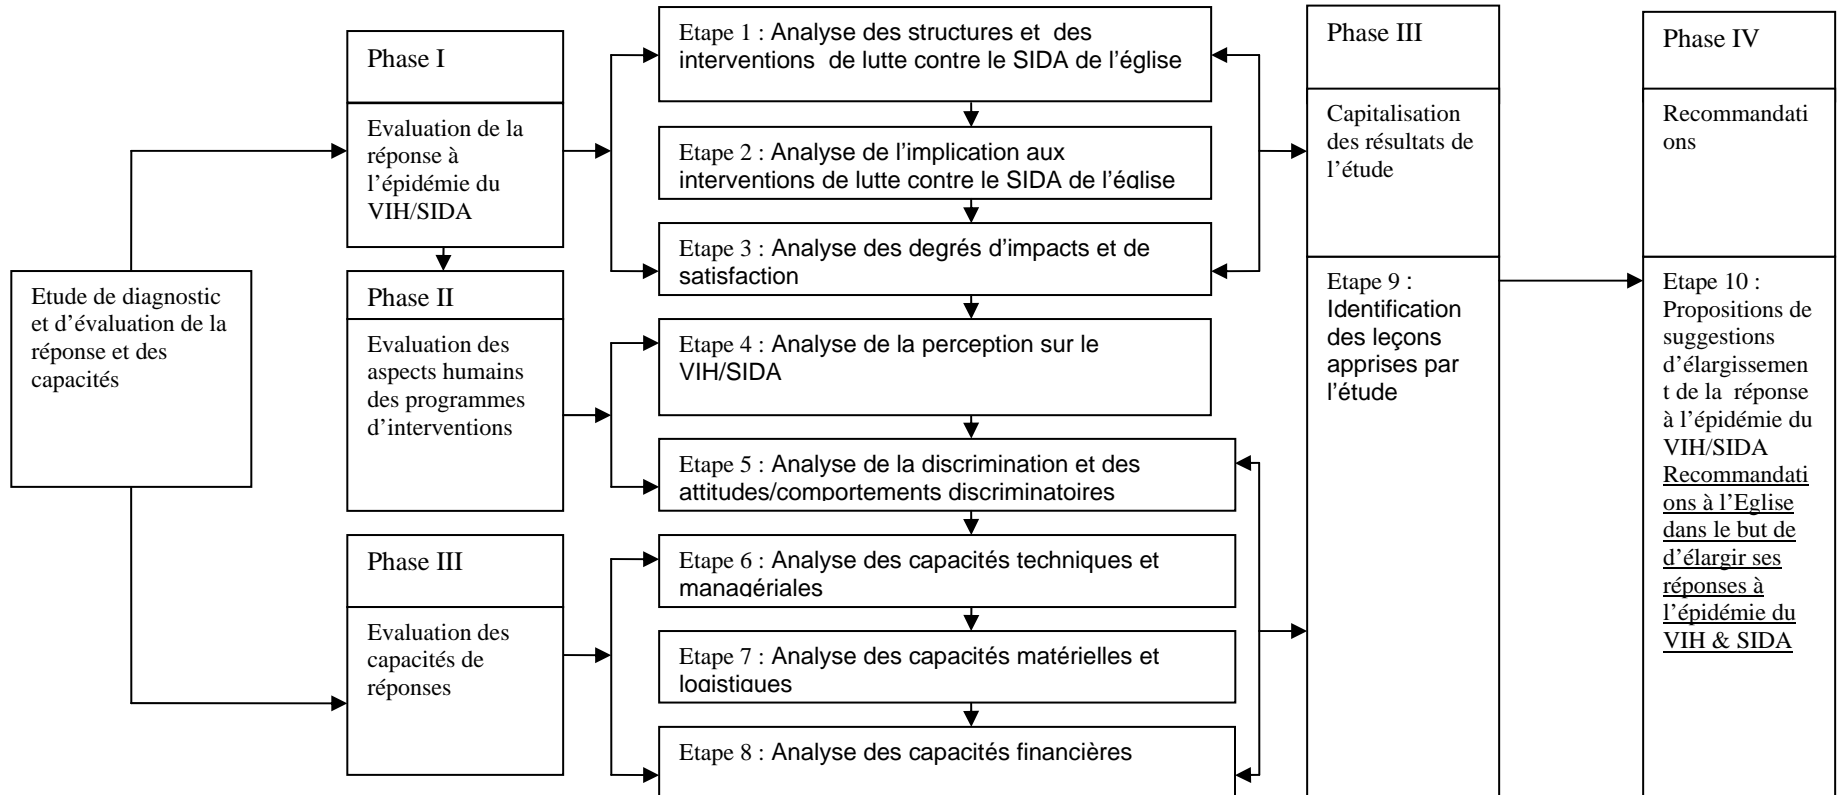 Etude de diagnostic
et d’évaluation de la
réponse et des
capacités
Phase I
Evaluation de la
réponse à
l’épidémie du
VIH/SIDA
Phase II
Evaluation des
aspects humains
des programmes
d’interventions
Phase III
Evaluation des
capacités de
réponses
Etape 1 : Analyse des structures et des
interventions de lutte contre le SIDA de l’église
Etape 2 : Analyse de l’implication aux
interventions de lutte contre le SIDA de l’église
Etape 3 : Analyse des degrés d’impacts et de
satisfaction
Etape 4 : Analyse de la perception sur le
VIH/SIDA
Etape 5 : Analyse de la discrimination et des
attitudes/comportements discriminatoires
Etape 6 : Analyse des capacités techniques et
managériales
Etape 7 : Analyse des capacités matérielles et
logistiques
Etape 8 : Analyse des capacités financières
Phase III
Capitalisation
des résultats de
l’étude
Etape 9 :
Identification
des leçons
apprises par
l’étude
Phase IV
Recommandati
ons
Etape 10 :
Propositions de
suggestions
d’élargissemen
t de la réponse
à l’épidémie du
VIH/SIDA
Recommandati
ons à l’Eglise
dans le but de
d’élargir ses
réponses à
l’épidémie du
VIH & SIDA